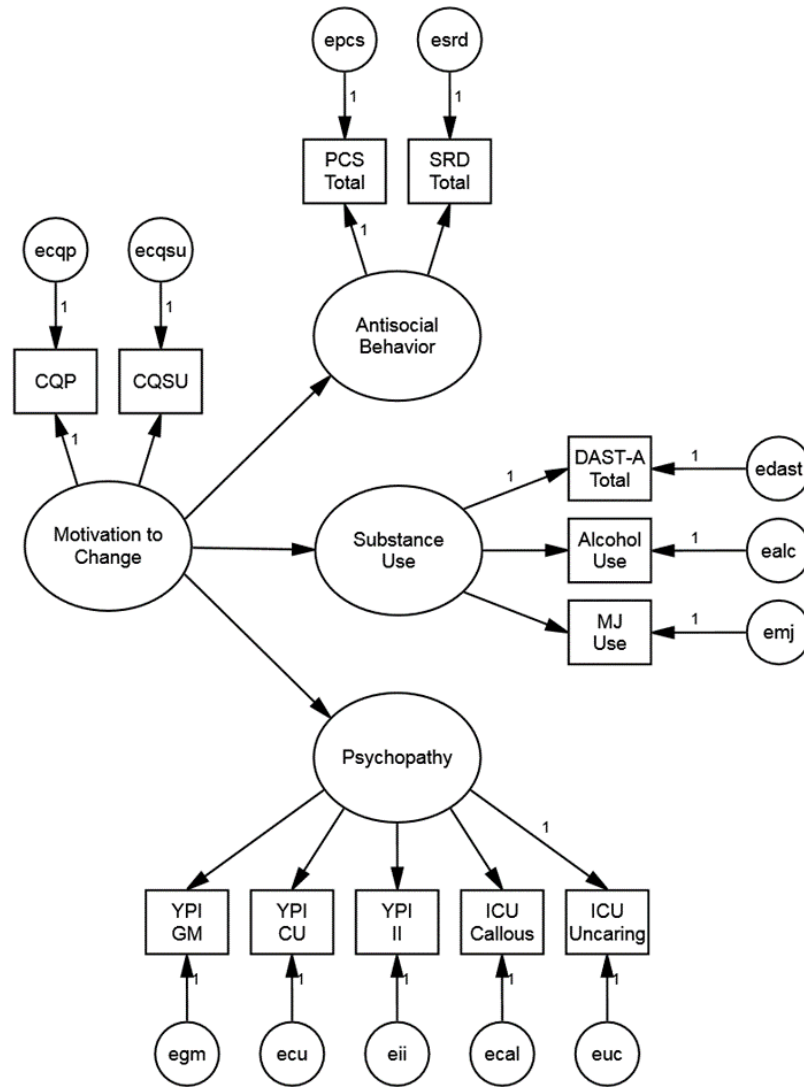 epcs
esrd
1
1
PCS
Total
SRD
Total
ecqp
ecqsu
1
1
1
CQP
CQSU
Antisocial
Behavior
1
Motivation to
Change
Substance
Use
1
DAST-A
Total
1
edast
Alcohol
Use
1
ealc
MJ
Use
1
emj
Psychopathy
1
YPI
GM
YPI
CU
YPI
II
ICU
Callous
ICU
Uncaring
1
1
1
1
1
egm
ecu
eii
ecal
euc